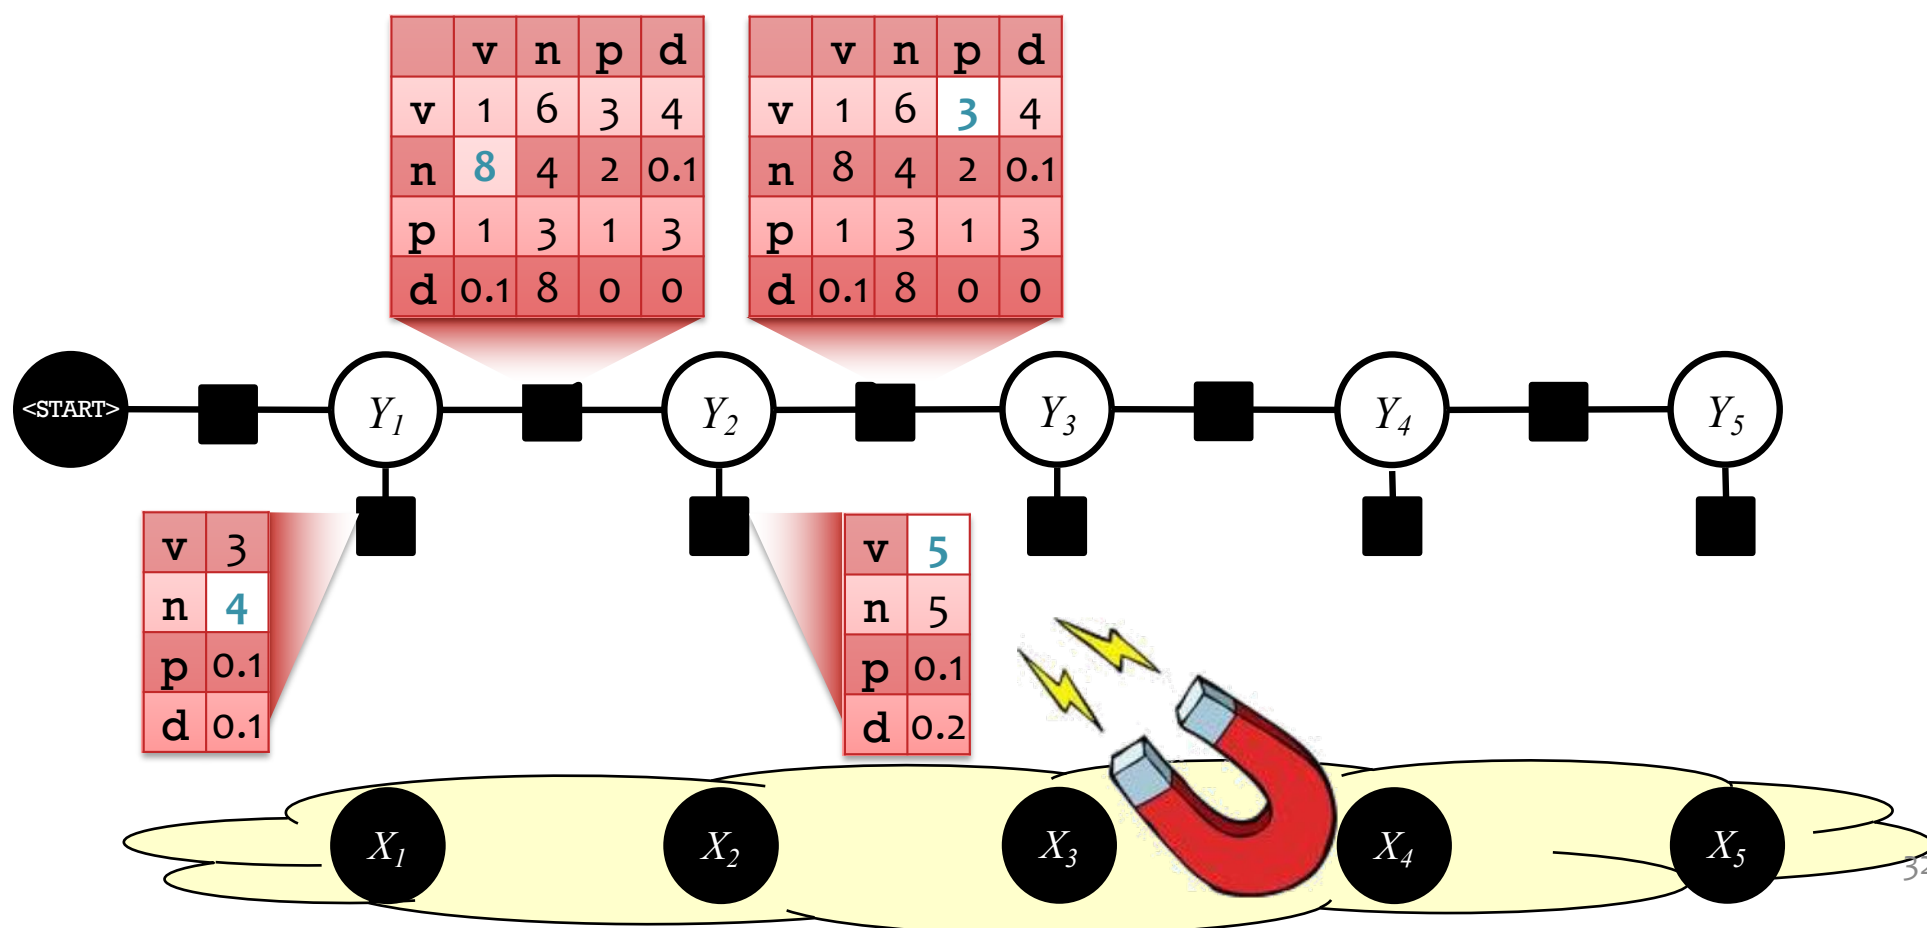 v n p d
v 1 6 3 4
n 8 4 2 0.1
p 1 3 1 3
d 0.1 8 0 0
v n p d
v 1 6 3 4
n 8 4 2 0.1
p 1 3 1 3
d 0.1 8 0 0
<START> Y1 Y2 Y3 Y4 Y5
v 3
n 4
p 0.1
d 0.1
v 5
n 5
p 0.1
d 0.2
X1 X2 X3 X4 X5